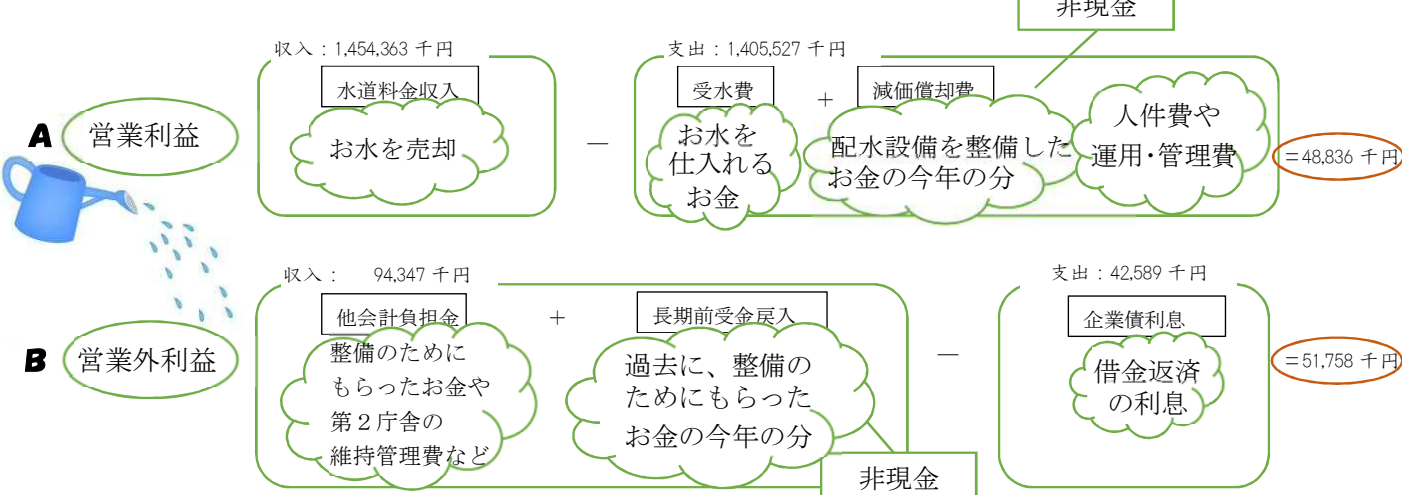 非現金
収入：1,454,363 千円
支出：1,405,527 千円
水道料金収入
受水費
+
減価償却費
A 営業利益
お水を売却
－
お水を
仕入れる
お金
配水設備を整備した
お金の今年の分
人件費や
運用・管理費
＝48,836 千円
収入： 94,347 千円
支出：42,589 千円
他会計負担金
+
長期前受金戻入
企業債利息
B 営業外利益
整備のために
もらったお金や
第２庁舎の
維持管理費など
過去に、整備の
ためにもらった
お金の今年の分
－
借金返済
の利息
＝51,758 千円
非現金